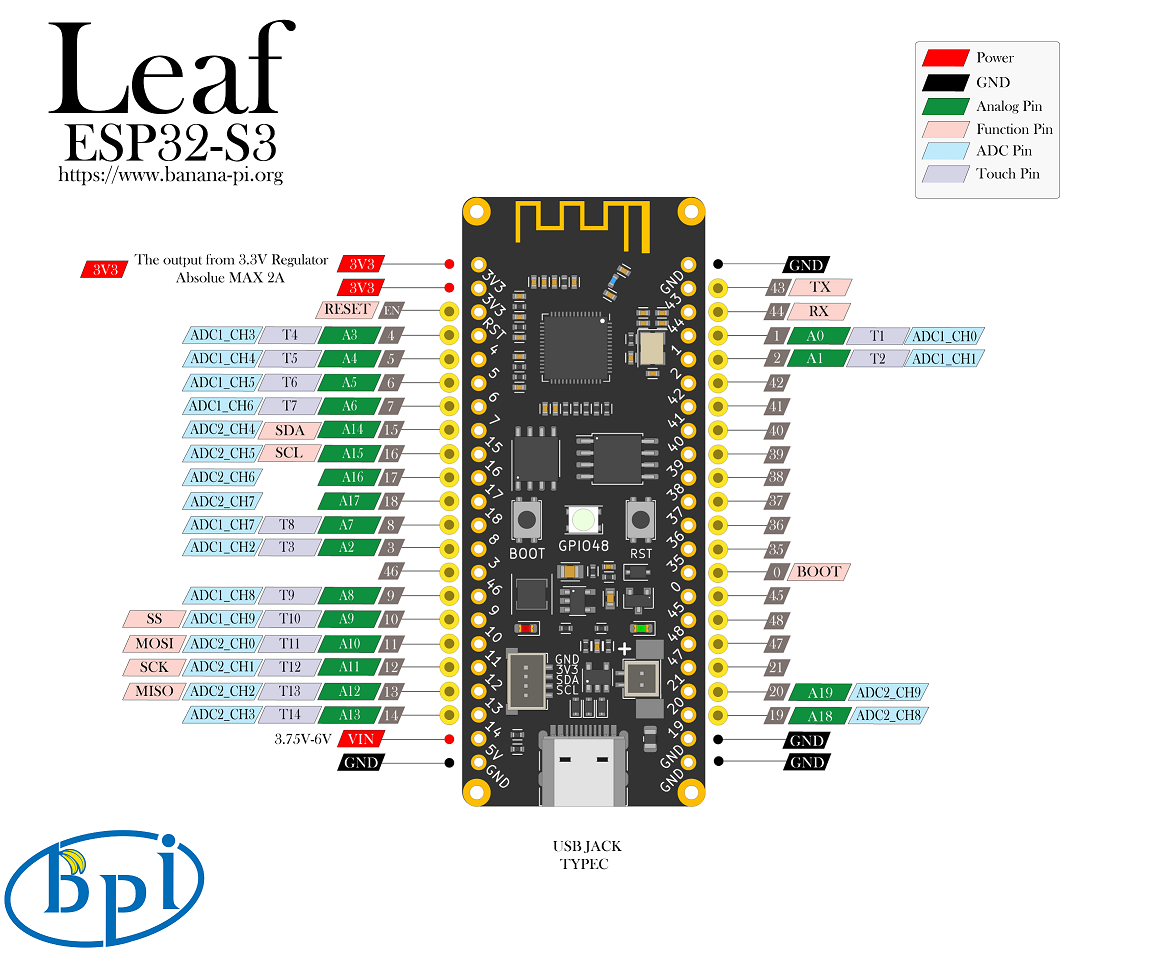 Leaf
ESP32-S3
https://www.banana-pi.org
Power
GND
Analog Pin
Function Pin
ADC Pin
Touch Pin
3V3 The output from 3.3V Regulator
Absolue MAX 2A
3V3
3V3
RESET EN
ADC1_CH3 T4 A3 4
ADC1_CH4 T5 A4 5
ADC1_CH5 T6 A5 6
ADC1_CH6 T7 A6 7
ADC2_CH4 SDA A14 15
ADC2_CH5 SCL A15 16
ADC2_CH6 A16 17
ADC2_CH7 A17 18
ADC1_CH7 T8 A7 8
ADC1_CH2 T3 A2 3
46
ADC1_CH8 T9 A8 9
SS ADC1_CH9 T10 A9 10
MOSI ADC2_CH0 T11 A10 11
SCK ADC2_CH1 T12 A11 12
MISO ADC2_CH2 T13 A12 13
ADC2_CH3 T14 A13 14
3.75V-6V VIN
GND
3V3
3V3
RST
4
5
6
7
15
16
17
18
8
3
46
9
10
11
12
13
14
5V
GND
BOOT
GPIO48
RST
+
GND
3V3
SDA
SCL
GND
43
44
1
2
42
41
40
39
38
37
36
35
0
45
48
47
21
20
19
GND
GND
GND
43 TX
44 RX
1 A0 T1 ADC1_CH0
2 A1 T2 ADC1_CH1
42
41
40
39
38
37
36
35
0 BOOT
45
48
47
21
20 A19 ADC2_CH9
19 A18 ADC2_CH8
GND
GND
USB JACK
TYPEC
Bpi